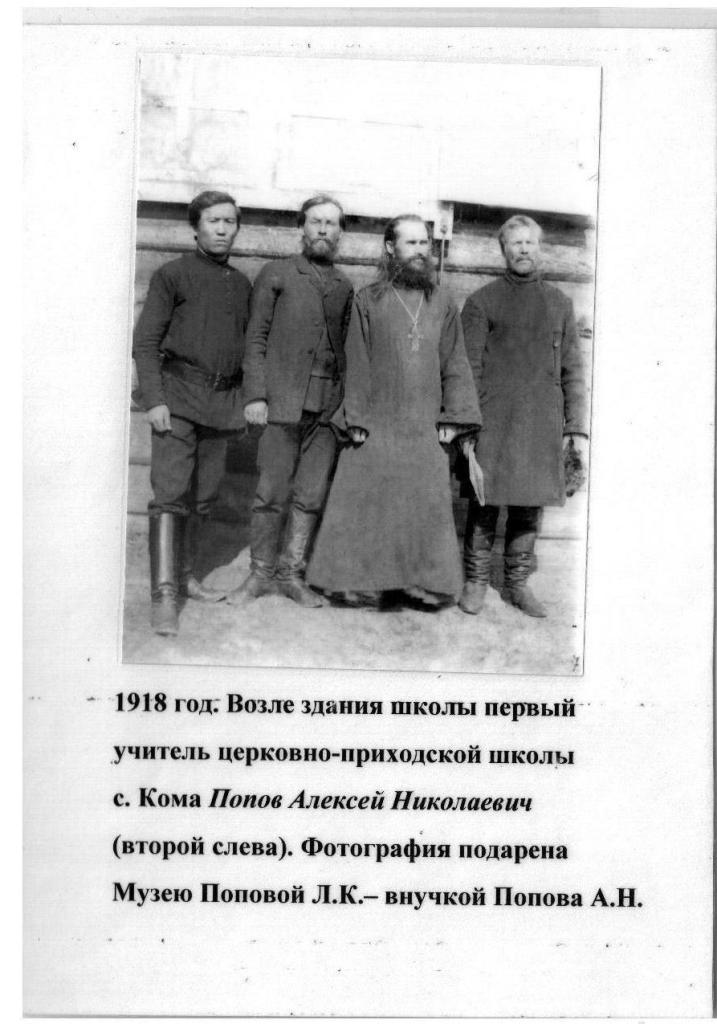 1918 год. Возле здания школы первый
учитель церковно-приходской школы
с. Кома Попов Алексей Николаевич
(второй слева). Фотография подарена
Музею Поповой Л.К.– внучкой Попова А.Н.